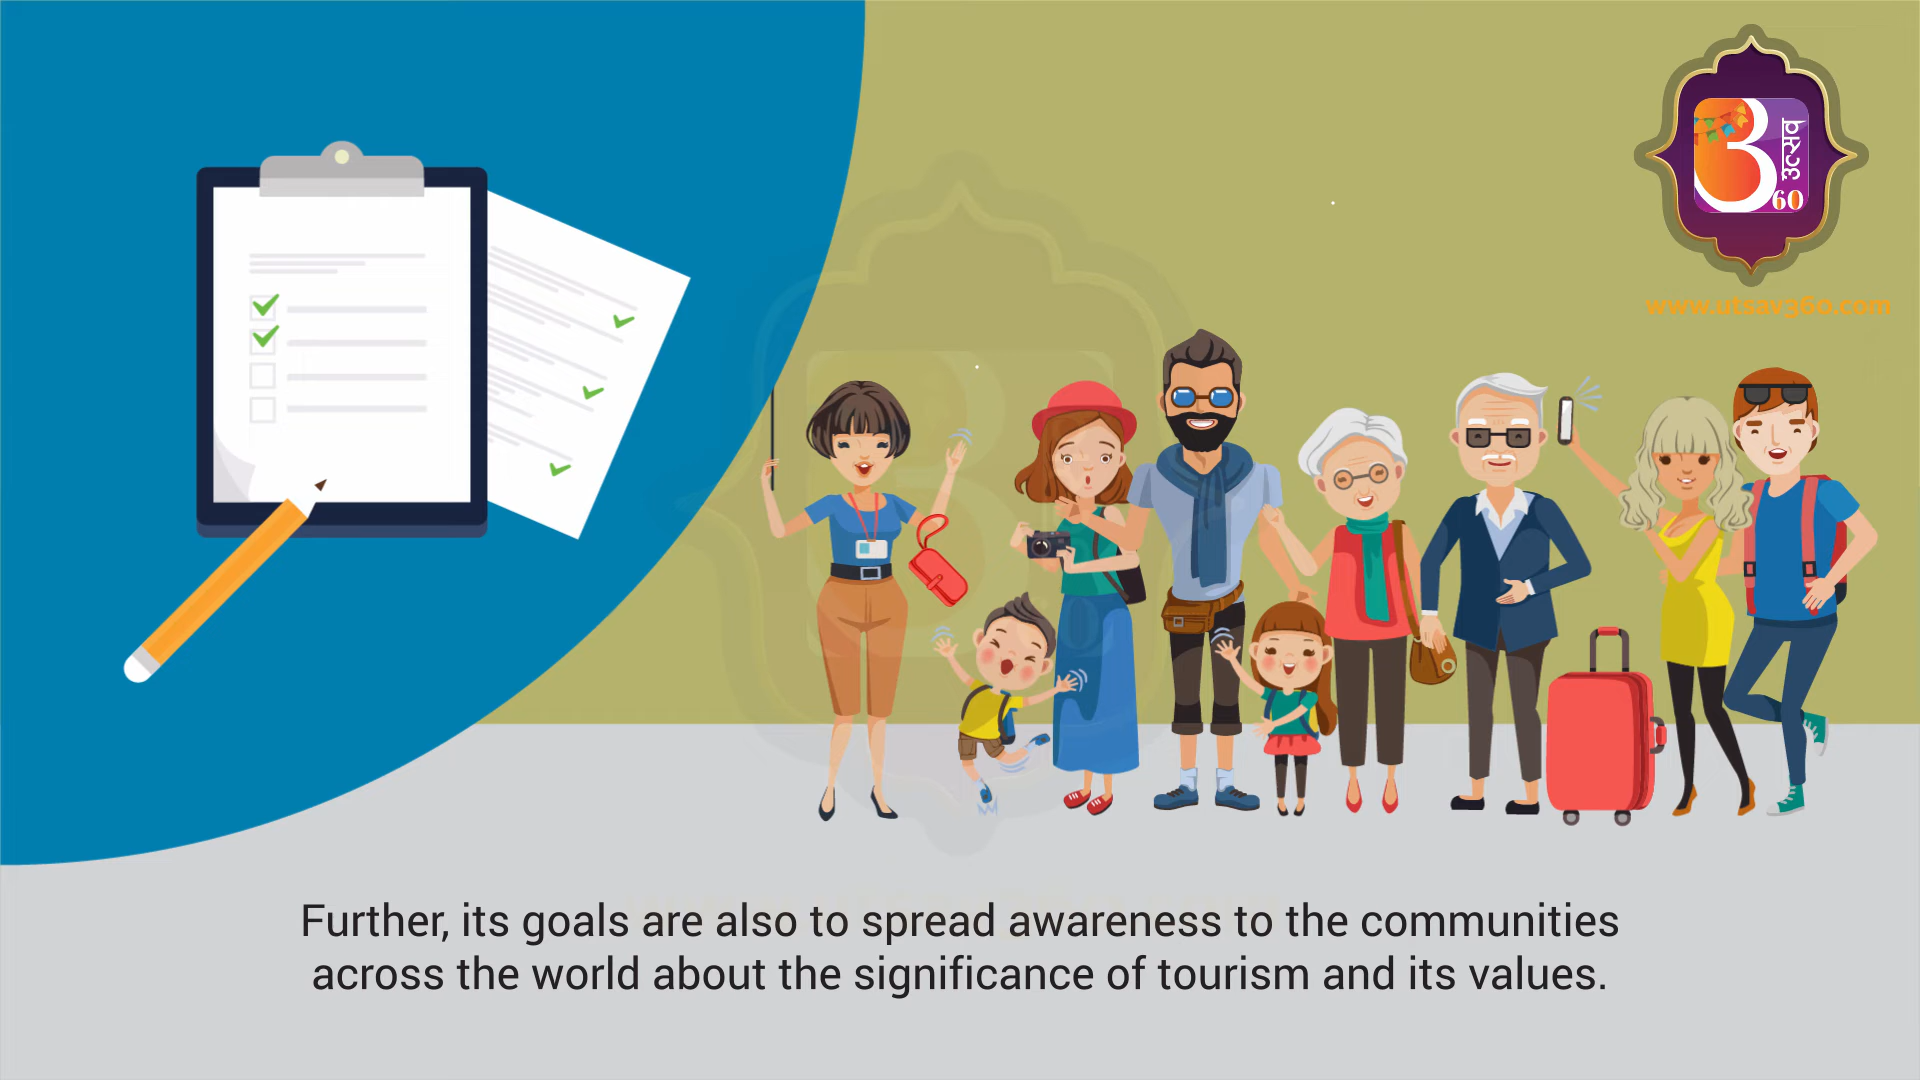 उत्सव
60
www.utsav360.com
Further, its goals are also to spread awareness to the communities
across the world about the significance of tourism and its values.